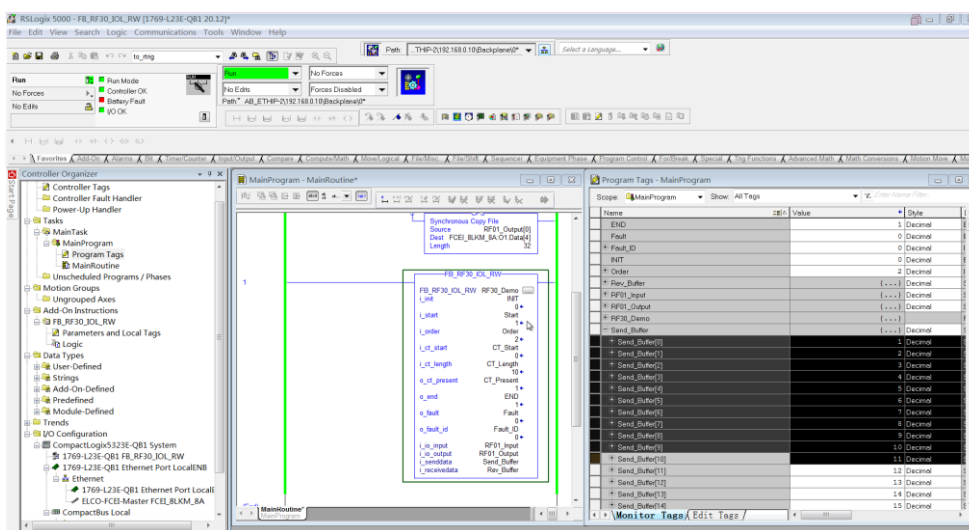 RSLogix 5000 - FB_RF30_IOL_RW [1769-L23E-QB1 20.12]*
File Edit View Search Logic Communications Tools Window Help
to_rtng
Path: ...THIP-2\192.168.0.10\Backplane\0*
Select a Language...
Run
No Forces
No Edits
Run Mode
Controller OK
Battery Fault
I/O OK
Run
No Forces
No Edits
Forces Disabled
Path* AB_ETHIP-2\192.168.0.10\Backplane\0*
Favorites Add-On Alarms Bit Timer/Counter Input/Output Compare Compute/Math Move/Logical File/Misc. File/Shift Sequencer Equipment Phase Program Control For/Break Special Trig Functions Advanced Math Math Conversions Motion Move
Start Page
Controller Organizer
Controller Tags
Controller Fault Handler
Power-Up Handler
Tasks
MainTask
MainProgram
Program Tags
MainRoutine
Unscheduled Programs / Phases
Motion Groups
Ungrouped Axes
Add-On Instructions
FB_RF30_IOL_RW
Parameters and Local Tags
Logic
Data Types
User-Defined
Strings
Add-On-Defined
Predefined
Module-Defined
Trends
I/O Configuration
CompactLogix5323E-QB1 System
1769-L23E-QB1 FB_RF30_IOL_RW
1769-L23E-QB1 Ethernet Port LocalENB
Ethernet
1769-L23E-QB1 Ethernet Port LocalE
ELCO-FCEI-Master FCEI_8LKM_8A
CompactBus Local
MainProgram - MainRoutine*
Synchronous Copy File
Source RF01_Output[0]
Dest FCEI_8LKM_8A:O1.Data[4]
Length 32
1
FB_RF30_IOL_RW
FB_RF30_IOL_RW RF30_Demo
i_init INIT
0
i_start Start
1
i_order Order
2
i_ct_start CT_Start
0
i_ct_length CT_Length
10
o_ct_present CT_Present
1
o_end END
1
o_fault Fault
0
o_fault_id Fault_ID
0
i_io_input RF01_Input
i_io_output RF01_Output
i_senddata Send_Buffer
i_receivedata Rev_Buffer
MainRoutine*
MainProgram
Program Tags - MainProgram
Scope: MainProgram Show: All Tags Enter Name Filter...
Name Value Style
END 1 Decimal
Fault 0 Decimal
+ Fault_ID 0 Decimal
INIT 0 Decimal
+ Order 2 Decimal
+ Rev_Buffer {...} Decimal
+ RF01_Input {...} Decimal
+ RF01_Output {...} Decimal
+ RF30_Demo {...}
- Send_Buffer {...} Decimal
+ Send_Buffer[0] 1 Decimal
+ Send_Buffer[1] 2 Decimal
+ Send_Buffer[2] 3 Decimal
+ Send_Buffer[3] 4 Decimal
+ Send_Buffer[4] 5 Decimal
+ Send_Buffer[5] 6 Decimal
+ Send_Buffer[6] 7 Decimal
+ Send_Buffer[7] 8 Decimal
+ Send_Buffer[8] 9 Decimal
+ Send_Buffer[9] 10 Decimal
+ Send_Buffer[10] 11 Decimal
+ Send_Buffer[11] 12 Decimal
+ Send_Buffer[12] 13 Decimal
+ Send_Buffer[13] 14 Decimal
+ Send_Buffer[14] 15 Decimal
Monitor Tags Edit Tags